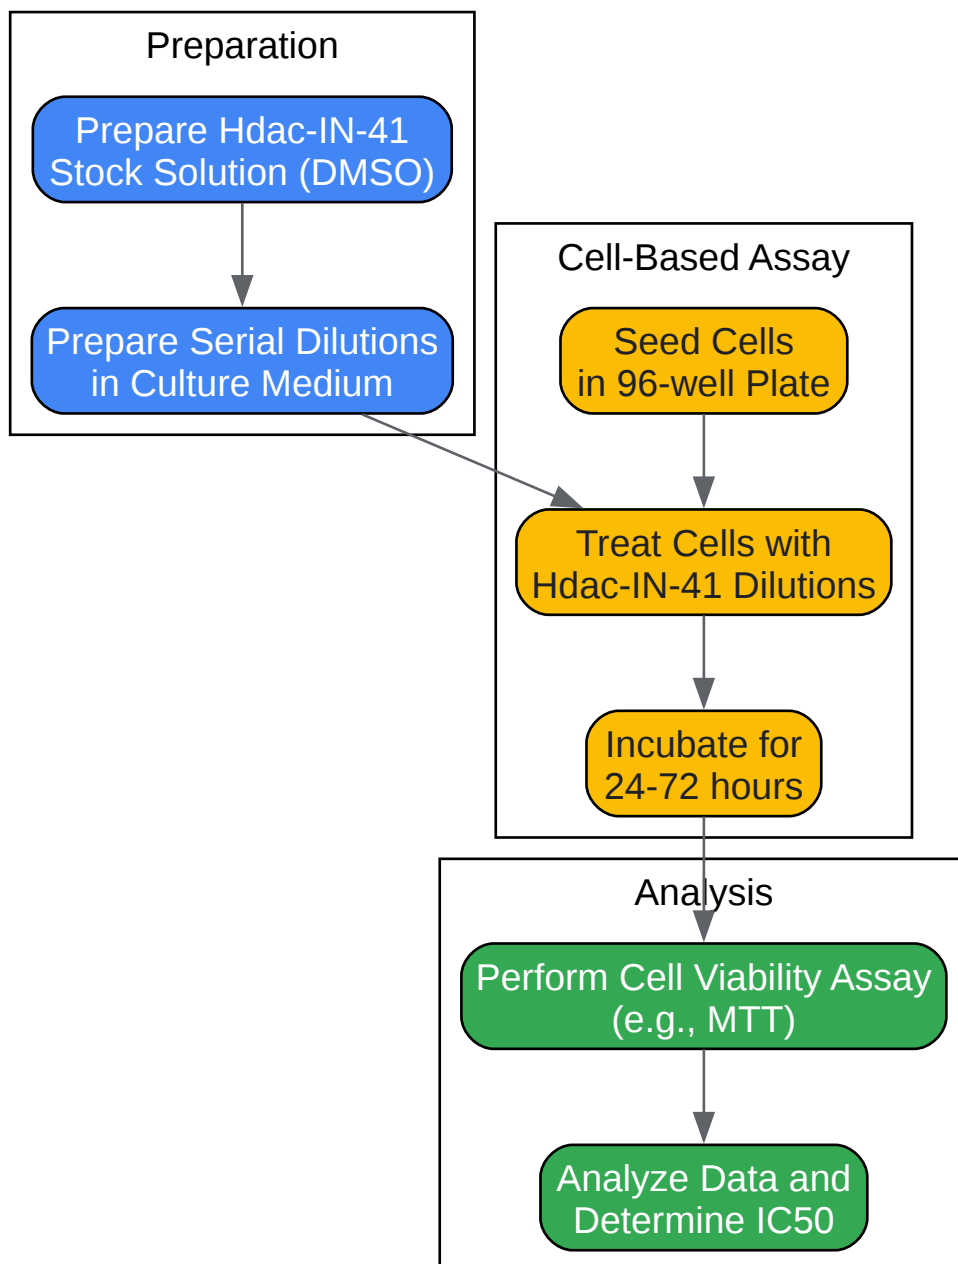 Preparation
Prepare Hdac-IN-41
Stock Solution (DMSO)
Prepare Serial Dilutions
in Culture Medium
Cell-Based Assay
Seed Cells
in 96-well Plate
Treat Cells with
Hdac-IN-41 Dilutions
Incubate for
24-72 hours
Analysis
Perform Cell Viability Assay
(e.g., MTT)
Analyze Data and
Determine IC50